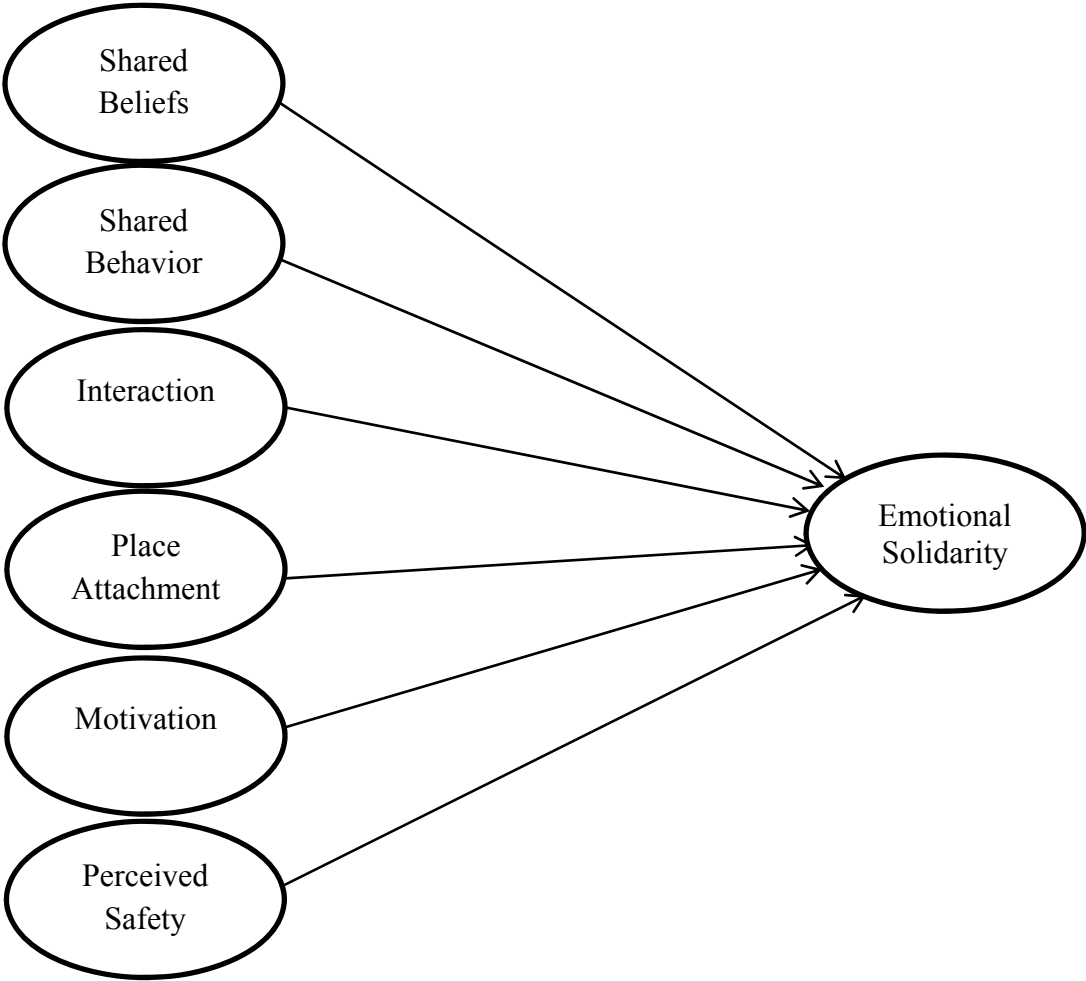 Shared
Beliefs
Shared
Behavior
Interaction
Place
Attachment
Motivation
Perceived
Safety
Emotional
Solidarity